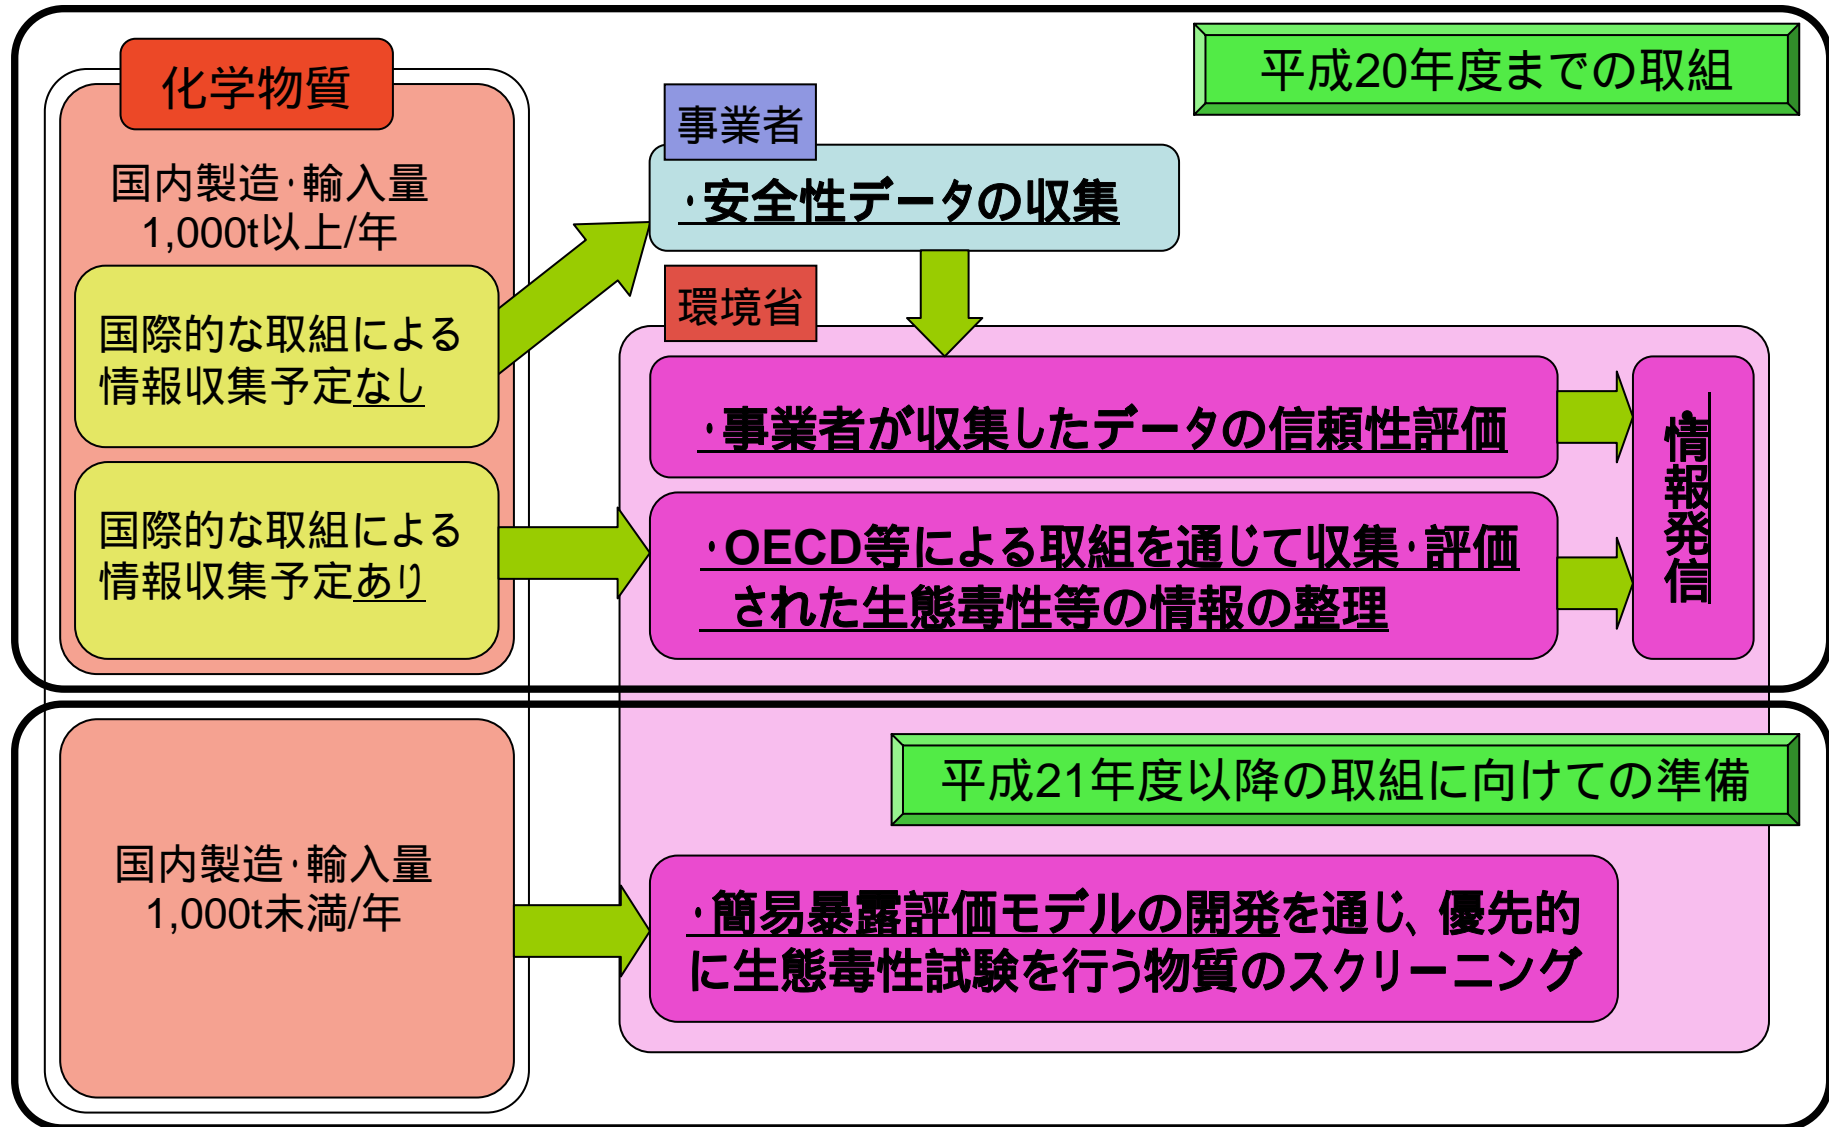 平成20年度までの取組
化学物質
国内製造・輸入量
1,000t以上/年
国際的な取組による
情報収集予定なし
国際的な取組による
情報収集予定あり
事業者
・安全性データの収集
環境省
・事業者が収集したデータの信頼性評価
・OECD等による取組を通じて収集・評価
された生態毒性等の情報の整理
・情報発信
平成21年度以降の取組に向けての準備
国内製造・輸入量
1,000t未満/年
・簡易暴露評価モデルの開発を通じ、優先的
に生態毒性試験を行う物質のスクリーニング